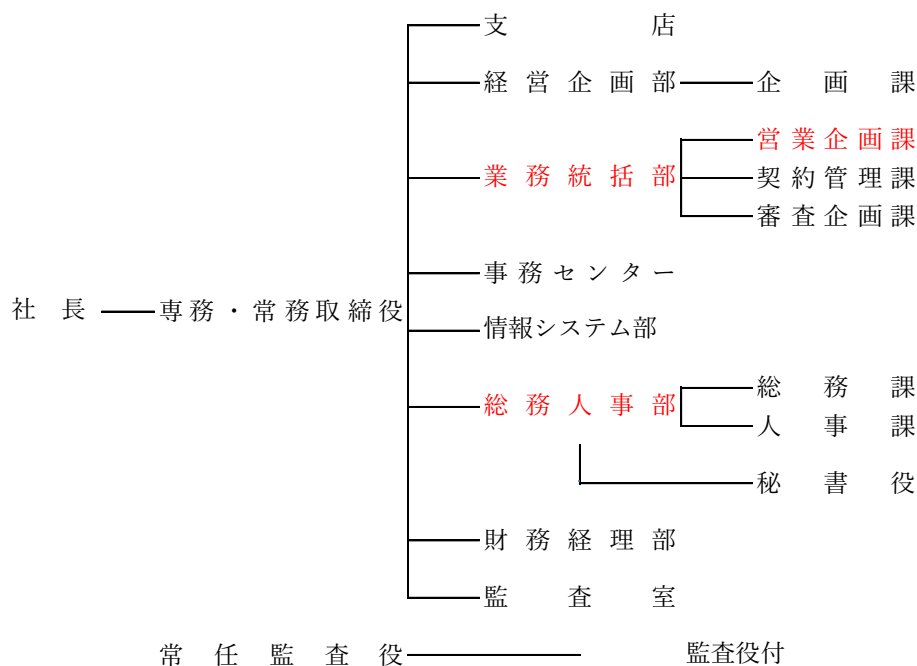 支店
経営企画部 企画課
営業企画課
業務統括部 契約管理課
審査企画課
事務センター
社長 専務・常務取締役
情報システム部
総務課
総務人事部
人事課
秘書役
財務経理部
監査室
常任監査役 監査役付